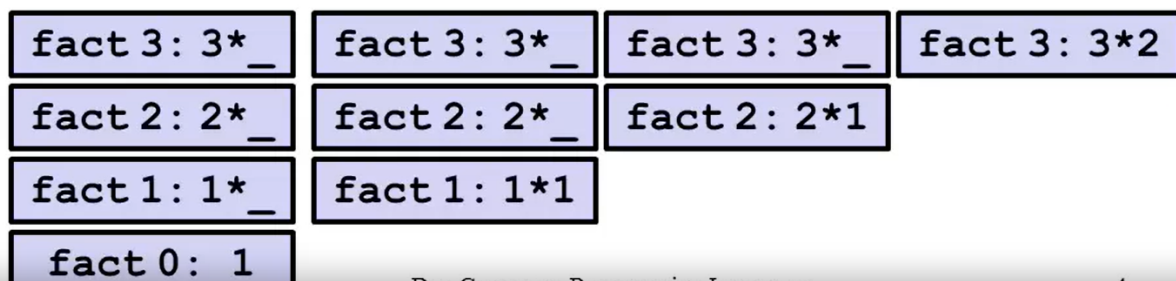 fact 3: 3*_ fact 3: 3*_ fact 3: 3*_ fact 3: 3*2
fact 2: 2*_ fact 2: 2*_ fact 2: 2*1
fact 1: 1*_ fact 1: 1*1
fact 0: 1